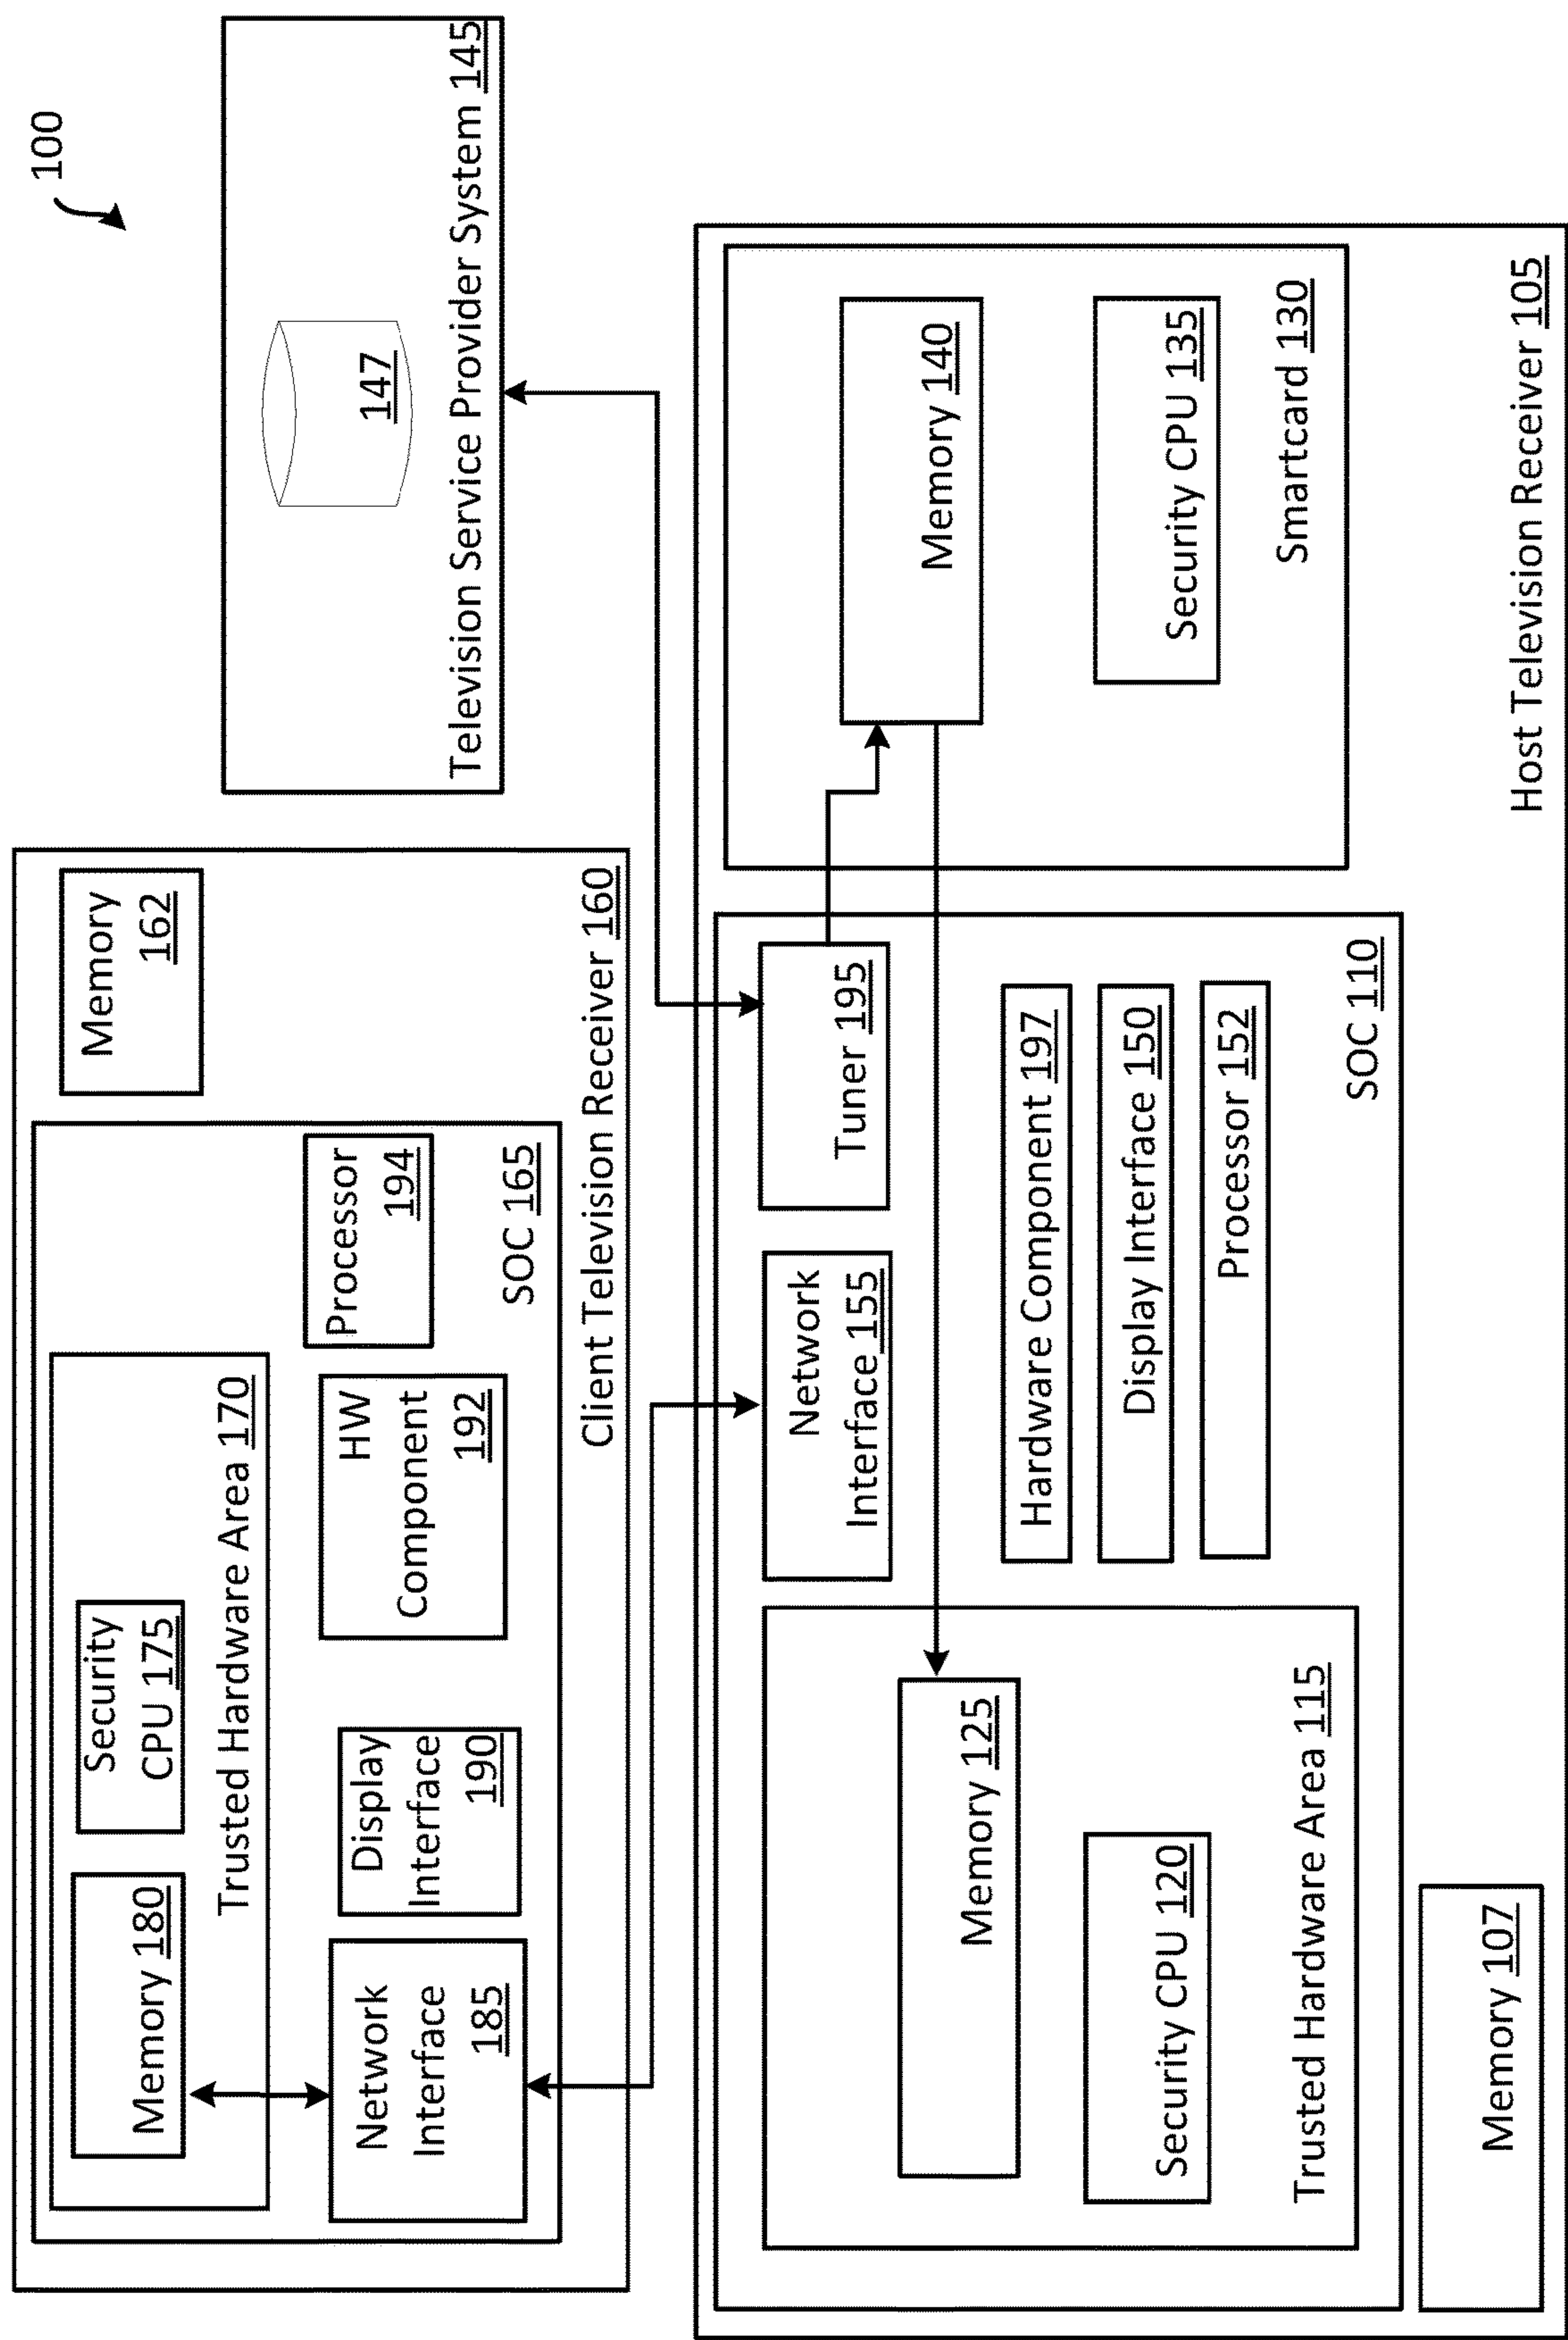 100
Memory 180
Security
CPU 175
Trusted Hardware Area 170
Network
Interface
185
Display
Interface
190
HW
Component
192
Processor
194
SOC 165
Memory
162
Client Television Receiver 160
147
Television Service Provider System 145
Memory 125
Security CPU 120
Trusted Hardware Area 115
Network
Interface 155
Tuner 195
Hardware Component 197
Display Interface 150
Processor 152
SOC 110
Memory 140
Security CPU 135
Smartcard 130
Memory 107
Host Television Receiver 105